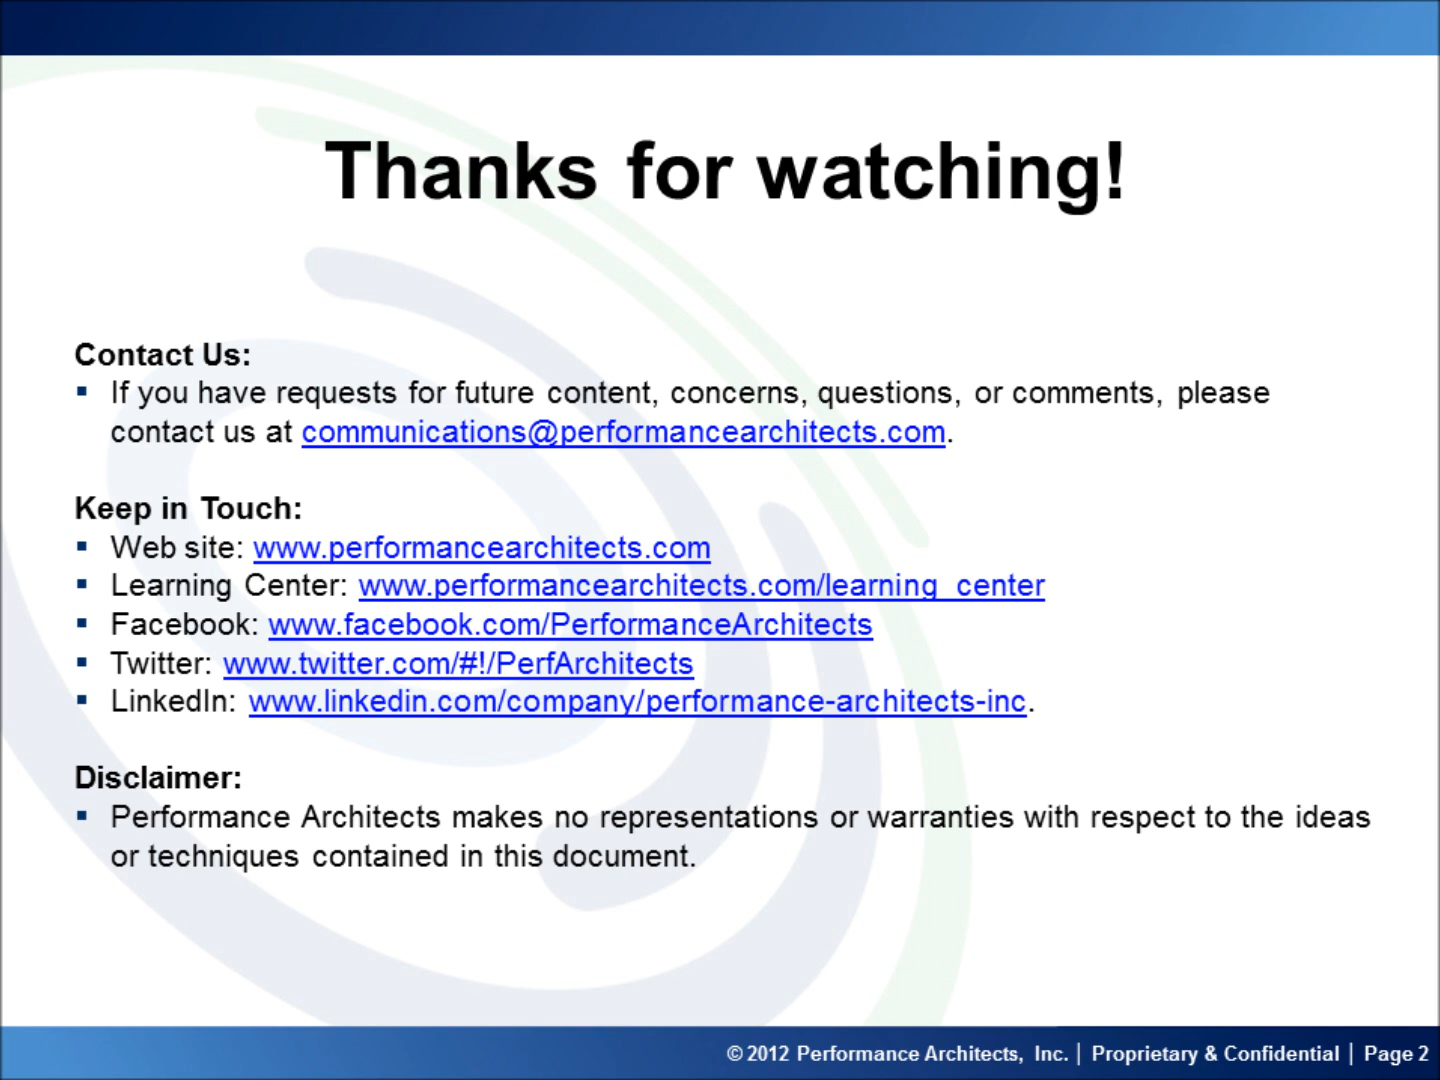 Thanks for watching!
Contact Us:
▪ If you have requests for future content, concerns, questions, or comments, please
contact us at communications@performancearchitects.com.
Keep in Touch:
▪ Web site: www.performancearchitects.com
▪ Learning Center: www.performancearchitects.com/learning_center
▪ Facebook: www.facebook.com/PerformanceArchitects
▪ Twitter: www.twitter.com/#!/PerfArchitects
▪ LinkedIn: www.linkedin.com/company/performance-architects-inc.
Disclaimer:
▪ Performance Architects makes no representations or warranties with respect to the ideas
or techniques contained in this document.
© 2012 Performance Architects, Inc. | Proprietary & Confidential | Page 2